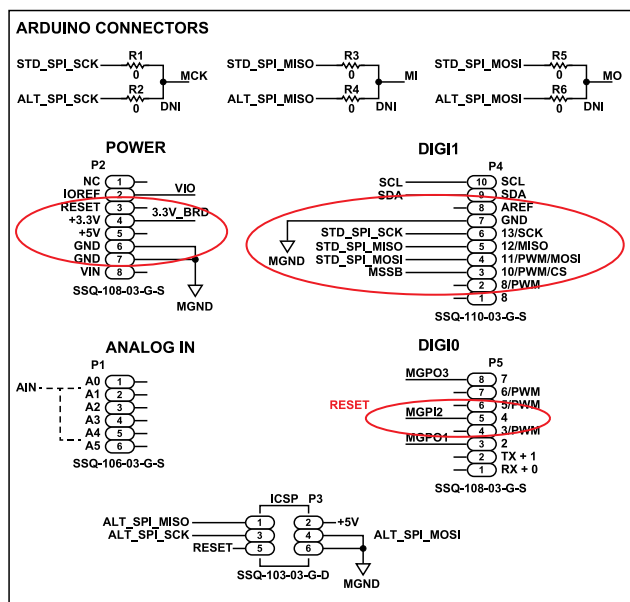 ARDUINO CONNECTORS
STD_SPI_SCK R1 0
MCK
ALT_SPI_SCK R2 0 DNI
STD_SPI_MISO R3 0
MI
ALT_SPI_MISO R4 0 DNI
STD_SPI_MOSI R5 0
MO
ALT_SPI_MOSI R6 0 DNI
POWER
P2
NC 1
IOREF 2 VIO
RESET 3
+3.3V 4 3.3V_BRD
+5V 5
GND 6
GND 7
VIN 8
MGND
SSQ-108-03-G-S
DIGI1
P4
SCL 10 SCL
SDA 9 SDA
8 AREF
7 GND
MGND
STD_SPI_SCK 6 13/SCK
STD_SPI_MISO 5 12/MISO
STD_SPI_MOSI 4 11/PWM/MOSI
MSSB 3 10/PWM/CS
2 8/PWM
1 8
SSQ-110-03-G-S
ANALOG IN
P1
AIN
A0 1
A1 2
A2 3
A3 4
A4 5
A5 6
SSQ-106-03-G-S
DIGI0
P5
MGPO3 8 7
7 6/PWM
RESET
6 5/PWM
MGPI2 5 4
4 3/PWM
MGPO1 3 2
2 TX + 1
1 RX + 0
SSQ-108-03-G-S
ICSP P3
ALT_SPI_MISO 1 2 +5V
ALT_SPI_SCK 3 4 ALT_SPI_MOSI
RESET 5 6
SSQ-103-03-G-D
MGND